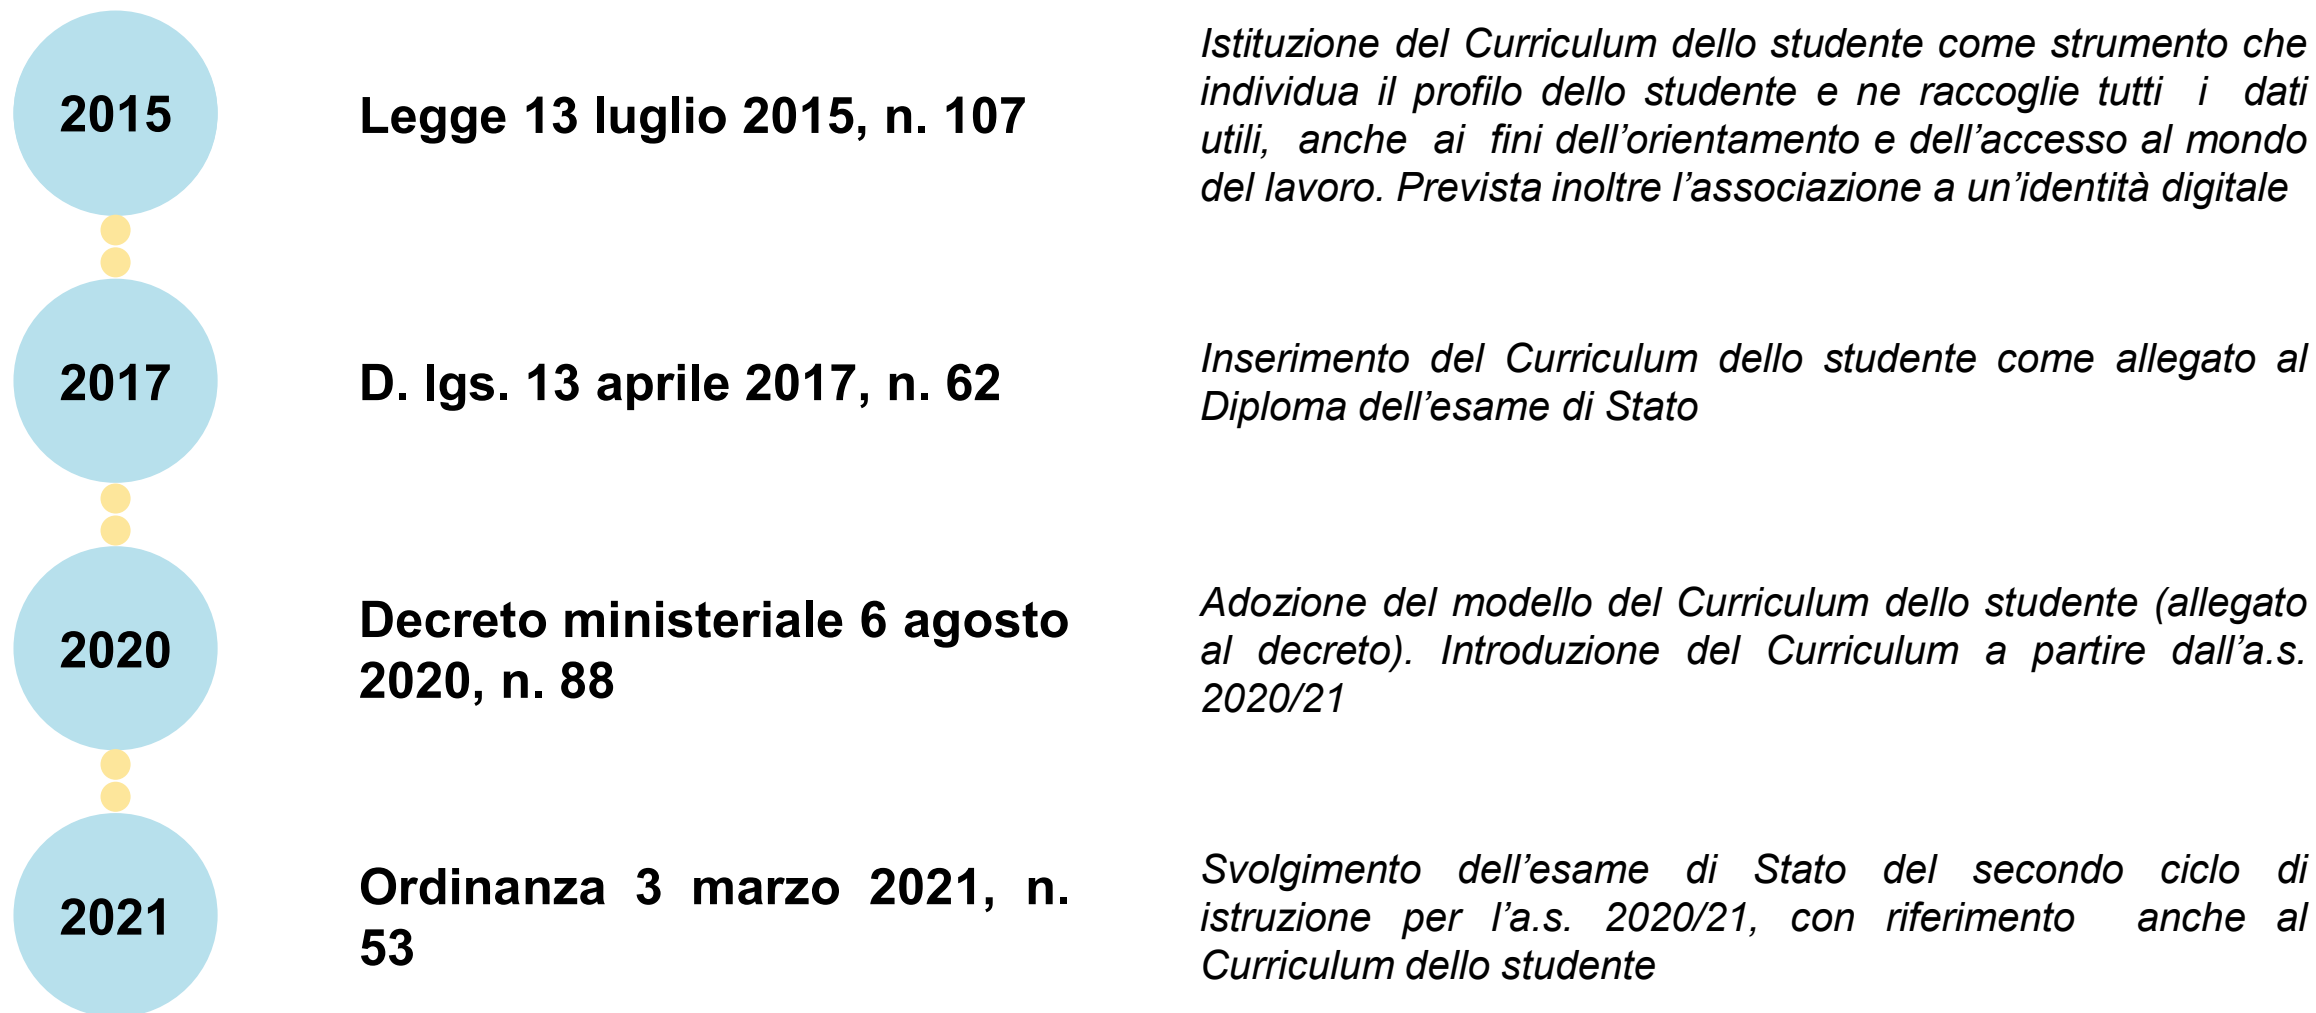 2015
Legge 13 luglio 2015, n. 107
Istituzione del Curriculum dello studente come strumento che
individua il profilo dello studente e ne raccoglie tutti i dati
utili, anche ai fini dell’orientamento e dell’accesso al mondo
del lavoro. Prevista inoltre l’associazione a un’identità digitale
2017
D. lgs. 13 aprile 2017, n. 62
Inserimento del Curriculum dello studente come allegato al
Diploma dell’esame di Stato
2020
Decreto ministeriale 6 agosto
2020, n. 88
Adozione del modello del Curriculum dello studente (allegato
al decreto). Introduzione del Curriculum a partire dall’a.s.
2020/21
2021
Ordinanza 3 marzo 2021, n.
53
Svolgimento dell’esame di Stato del secondo ciclo di
istruzione per l’a.s. 2020/21, con riferimento anche al
Curriculum dello studente